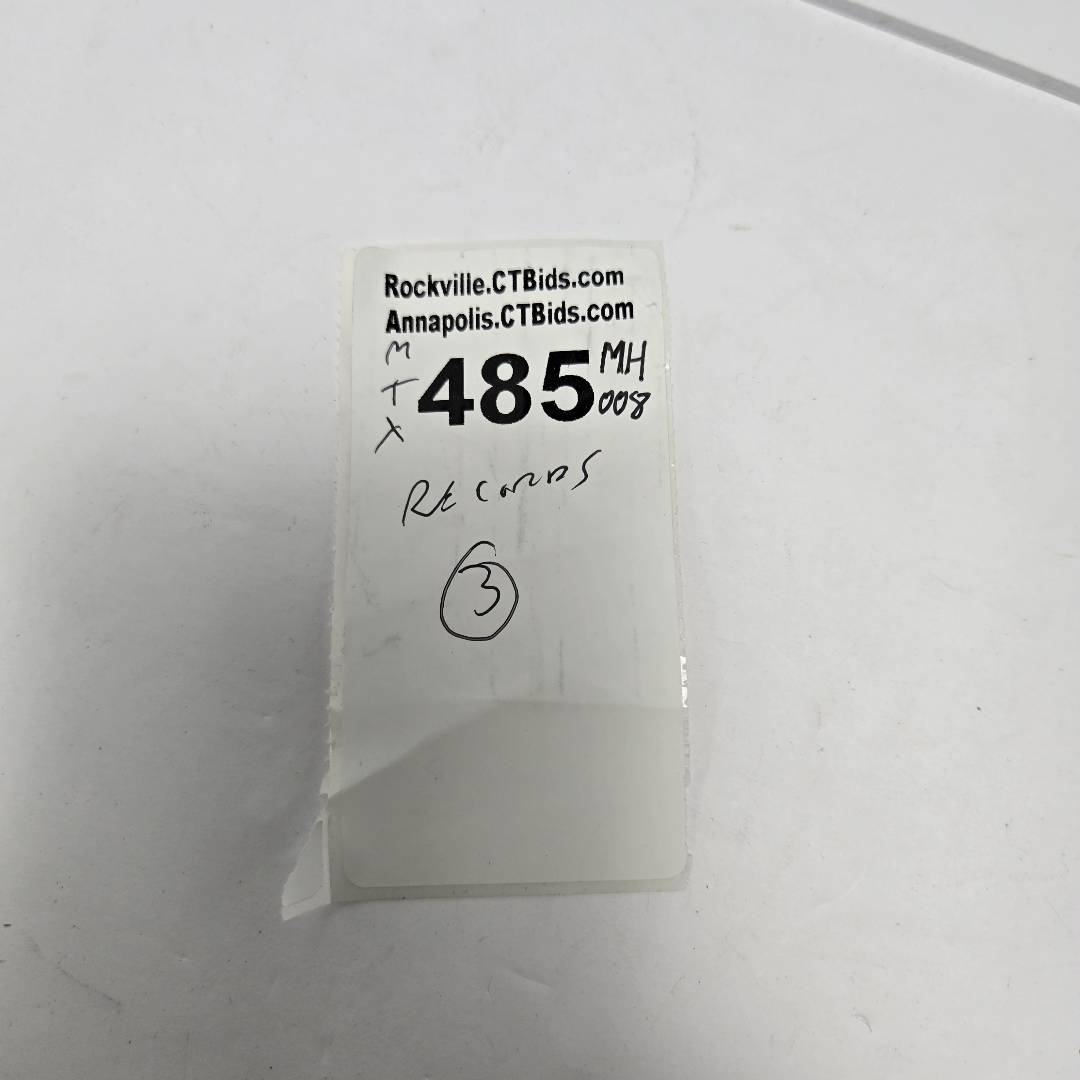 Rockville.CTBids.com
Annapolis.CTBids.com
M
T
X
485
MH
008
RECORDS
3